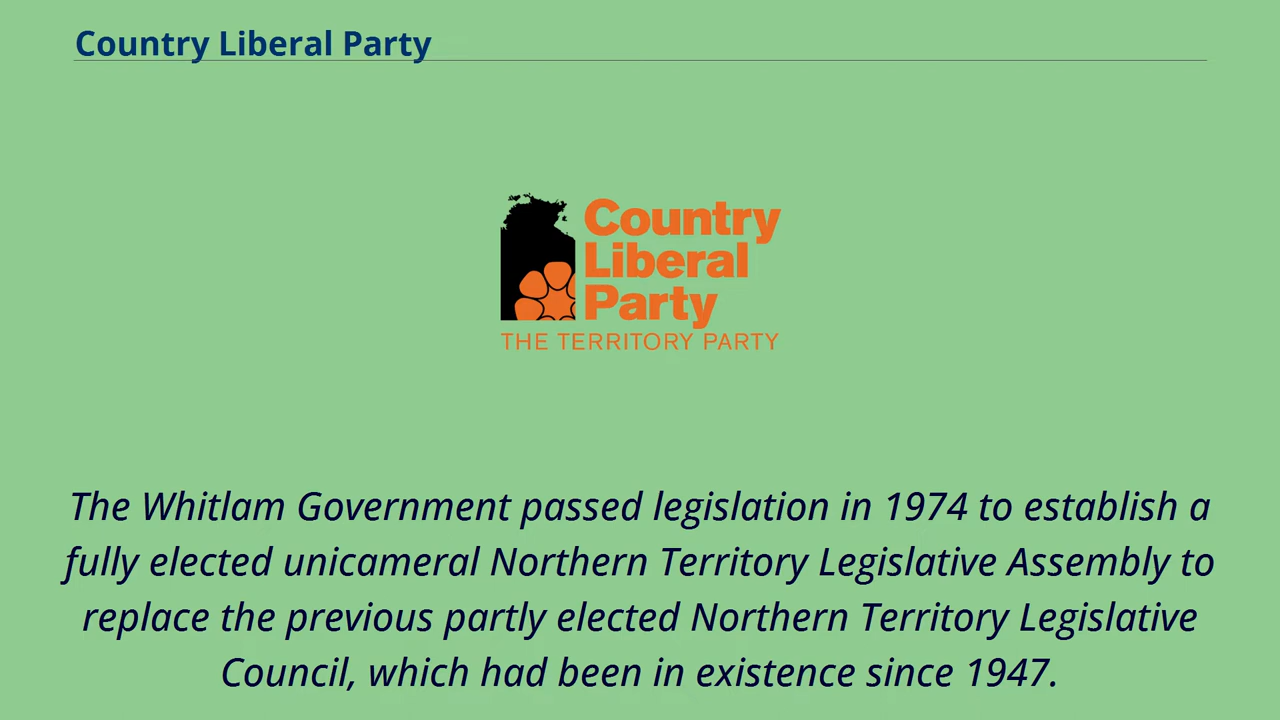 Country Liberal Party
Country
Liberal
Party
THE TERRITORY PARTY
The Whitlam Government passed legislation in 1974 to establish a
fully elected unicameral Northern Territory Legislative Assembly to
replace the previous partly elected Northern Territory Legislative
Council, which had been in existence since 1947.